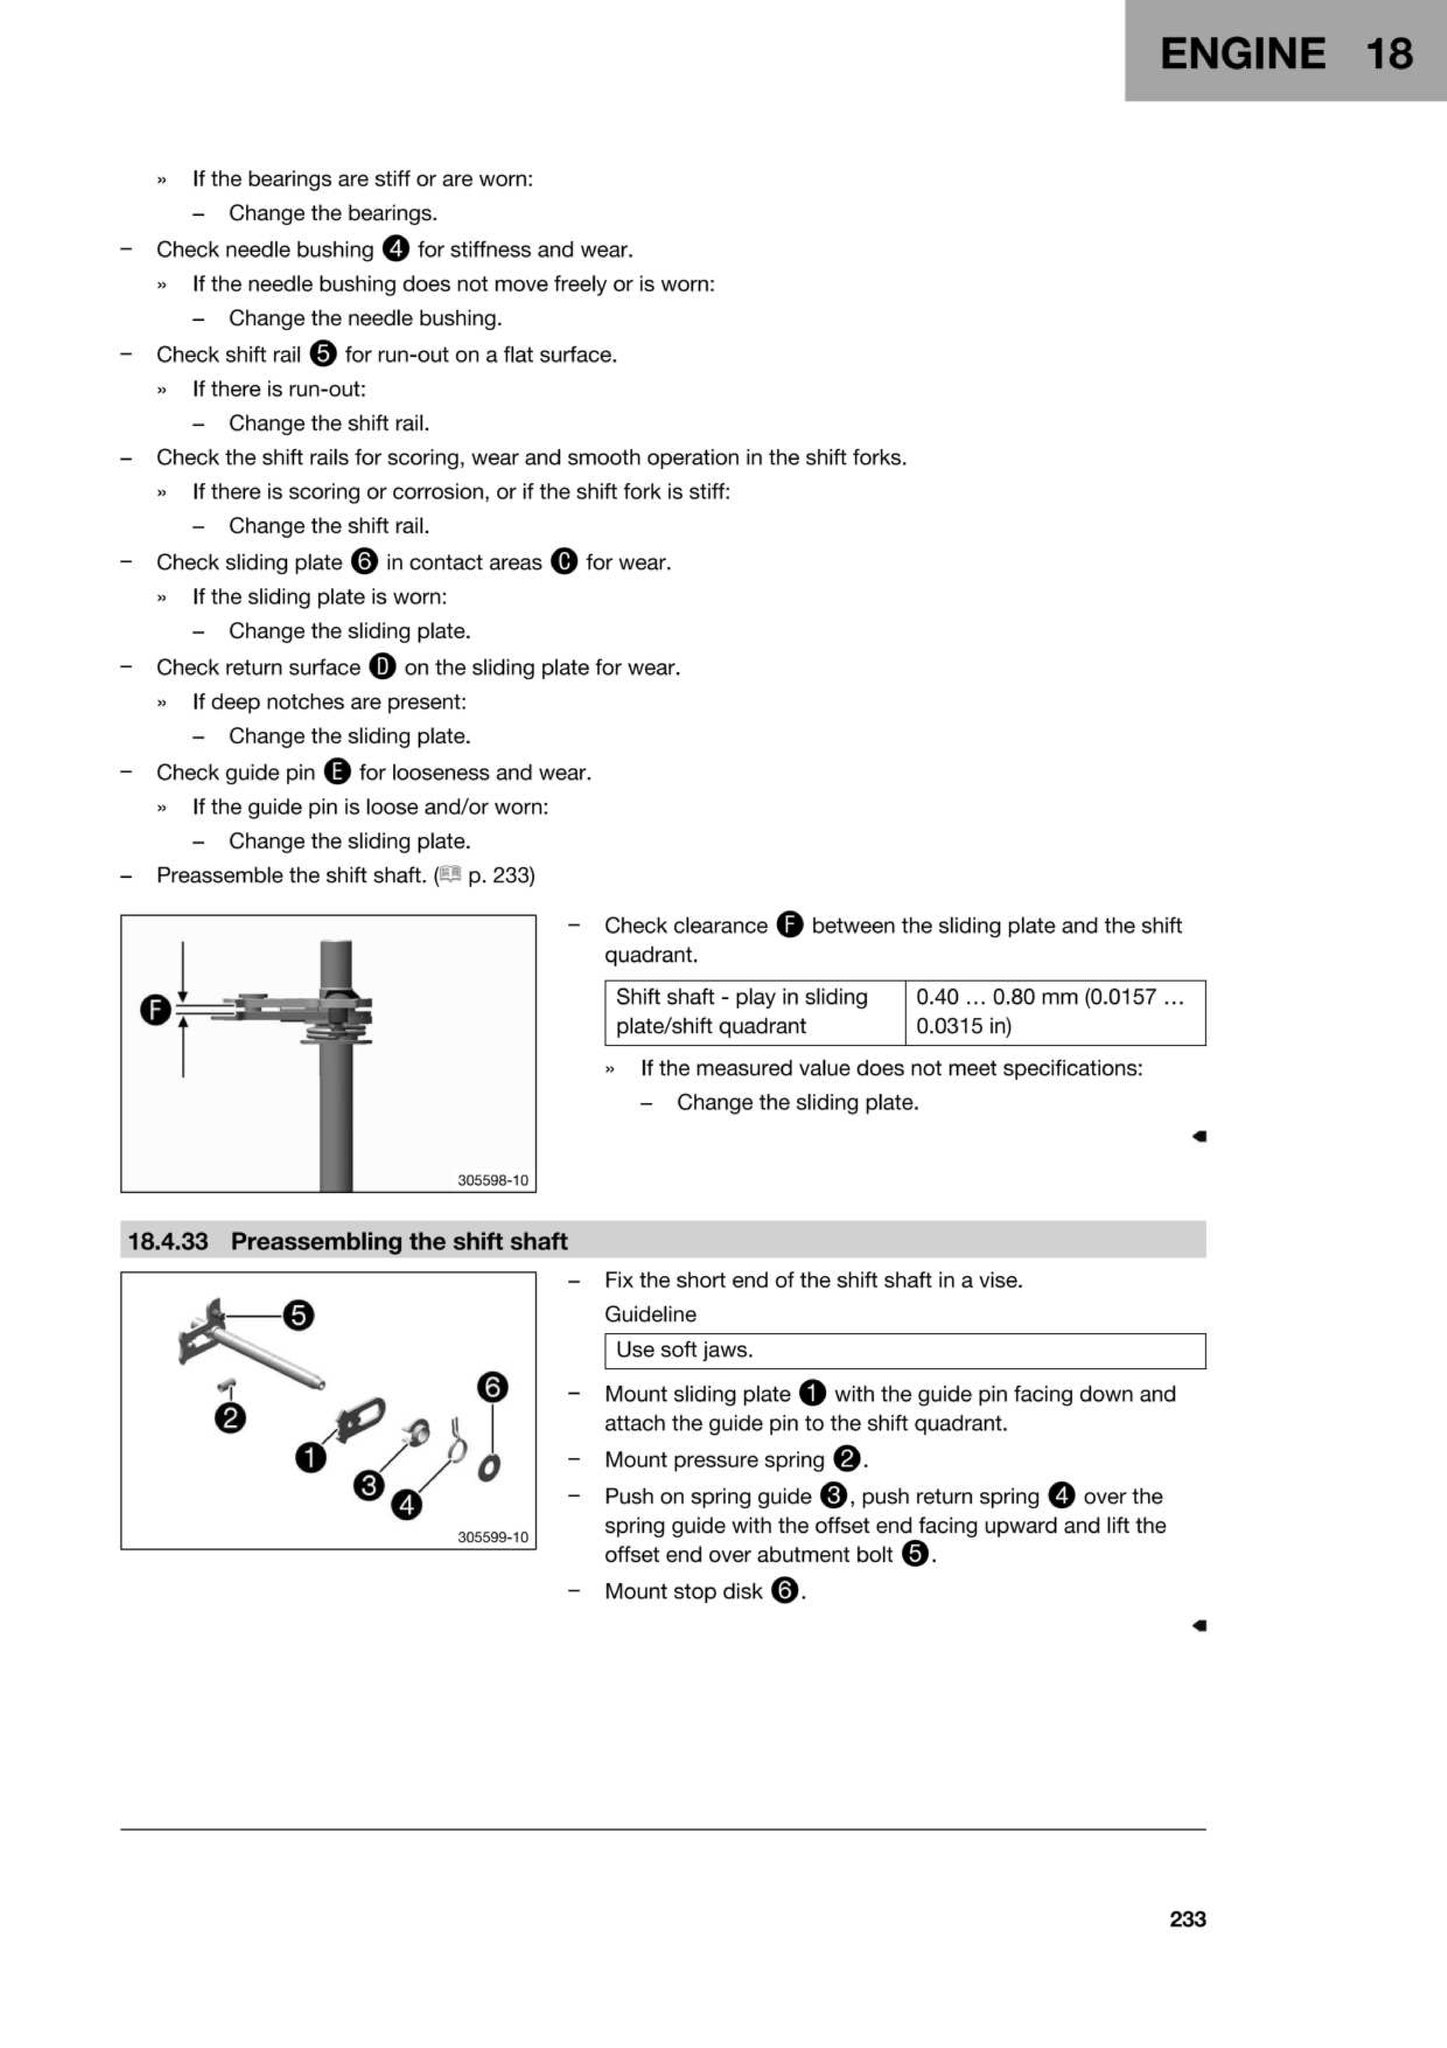 ENGINE 18
» If the bearings are stiff or are worn:
– Change the bearings.
– Check needle bushing 4 for stiffness and wear.
» If the needle bushing does not move freely or is worn:
– Change the needle bushing.
– Check shift rail 5 for run-out on a flat surface.
» If there is run-out:
– Change the shift rail.
– Check the shift rails for scoring, wear and smooth operation in the shift forks.
» If there is scoring or corrosion, or if the shift fork is stiff:
– Change the shift rail.
– Check sliding plate 6 in contact areas C for wear.
» If the sliding plate is worn:
– Change the sliding plate.
– Check return surface D on the sliding plate for wear.
» If deep notches are present:
– Change the sliding plate.
– Check guide pin E for looseness and wear.
» If the guide pin is loose and/or worn:
– Change the sliding plate.
– Preassemble the shift shaft. (p. 233)
F
305598-10
– Check clearance F between the sliding plate and the shift
quadrant.
Shift shaft - play in sliding
plate/shift quadrant
0.40 … 0.80 mm (0.0157 …
0.0315 in)
» If the measured value does not meet specifications:
– Change the sliding plate.
18.4.33 Preassembling the shift shaft
5
6
2
1
3
4
305599-10
– Fix the short end of the shift shaft in a vise.
Guideline
Use soft jaws.
– Mount sliding plate 1 with the guide pin facing down and
attach the guide pin to the shift quadrant.
– Mount pressure spring 2.
– Push on spring guide 3, push return spring 4 over the
spring guide with the offset end facing upward and lift the
offset end over abutment bolt 5.
– Mount stop disk 6.
233